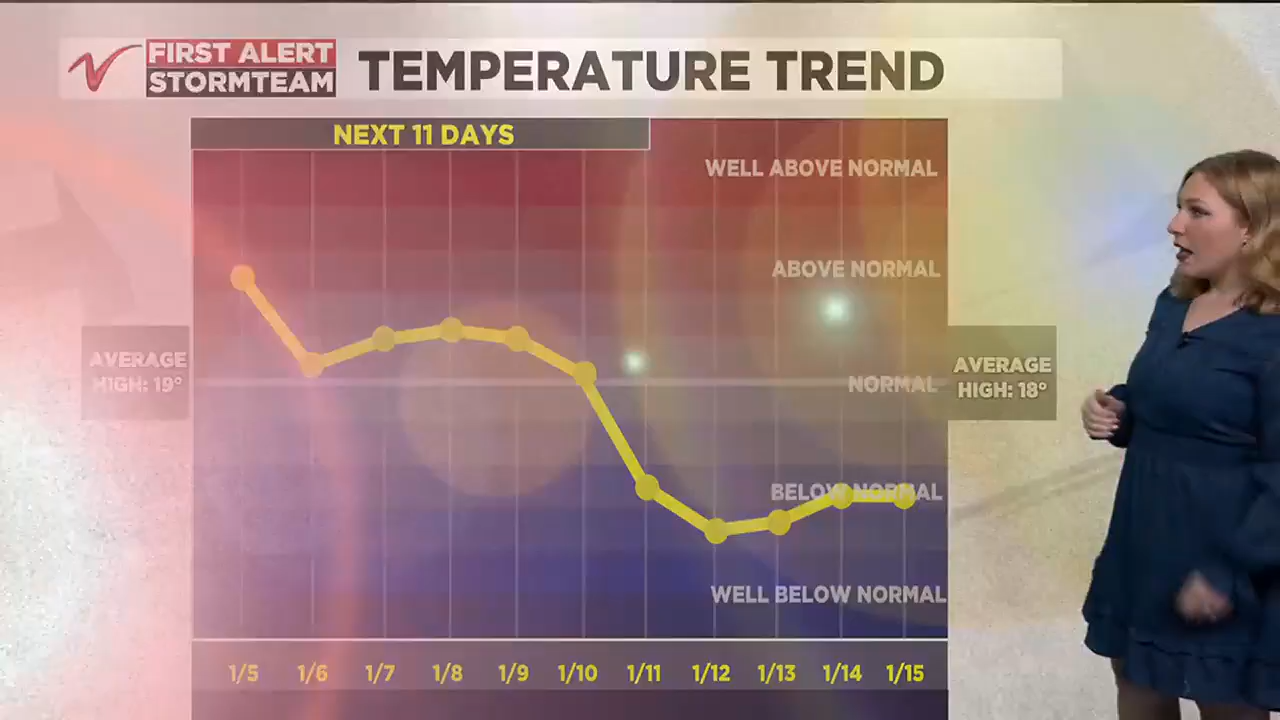 FIRST ALERT
STORMTEAM
TEMPERATURE TREND
NEXT 11 DAYS
WELL ABOVE NORMAL
ABOVE NORMAL
AVERAGE
HIGH: 19°
NORMAL
AVERAGE
HIGH: 18°
BELOW NORMAL
WELL BELOW NORMAL
1/5 1/6 1/7 1/8 1/9 1/10 1/11 1/12 1/13 1/14 1/15